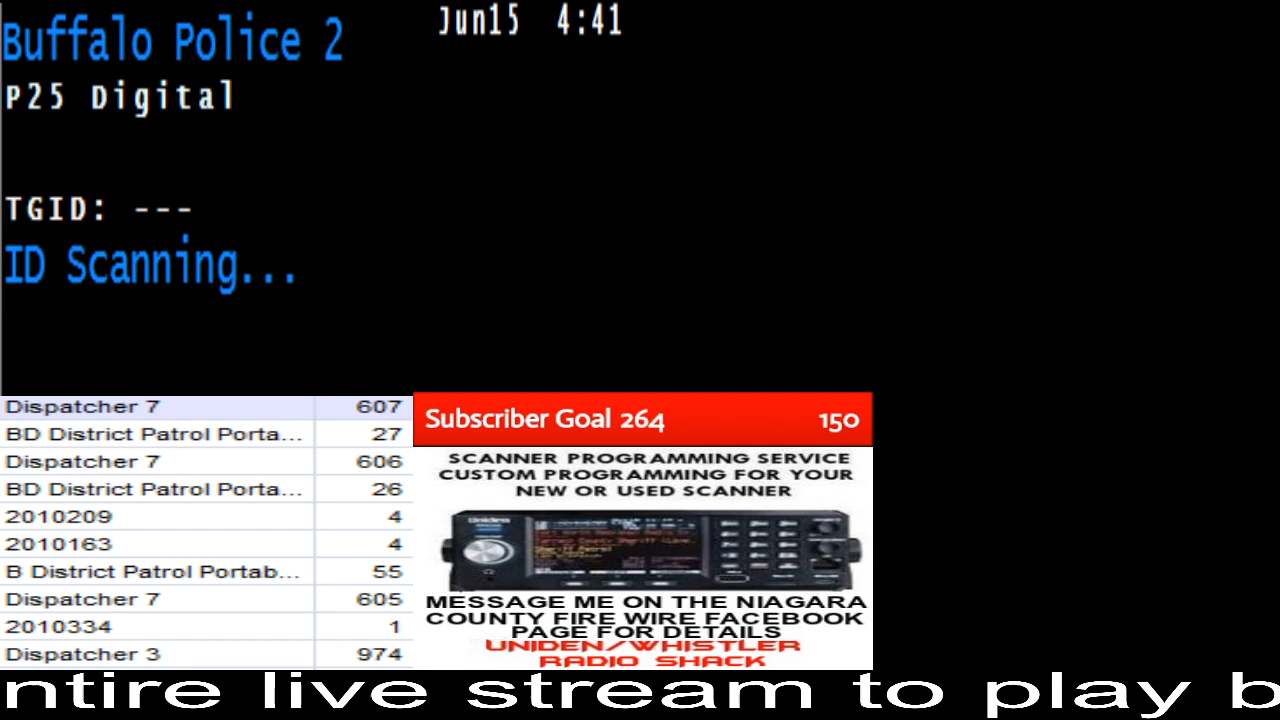 Buffalo Police 2
Jun15 4:41
P25 Digital
TGID: ---
ID Scanning...
Dispatcher 7 607
BD District Patrol Porta... 27
Dispatcher 7 606
BD District Patrol Porta... 26
2010209 4
2010163 4
B District Patrol Portab... 55
Dispatcher 7 605
2010334 1
Dispatcher 3 974
Subscriber Goal 264 150
SCANNER PROGRAMMING SERVICE
CUSTOM PROGRAMMING FOR YOUR
NEW OR USED SCANNER
Uniden
Sheriff Patrol
MESSAGE ME ON THE NIAGARA
COUNTY FIRE WIRE FACEBOOK
PAGE FOR DETAILS
UNIDEN/WHISTLER
RADIO SHACK
ntire live stream to play b